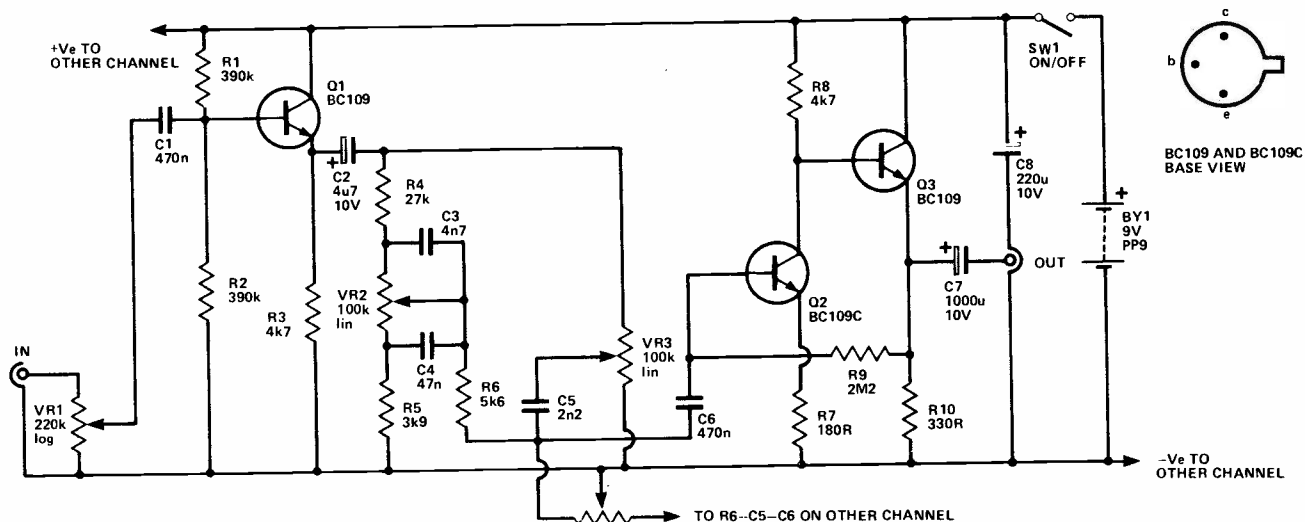 +Ve TO
OTHER CHANNEL
R1
390k
Q1
BC109
C1
470n
C2
4u7
10V
R4
27k
C3
4n7
R2
390k
R3
4k7
VR2
100k
lin
C4
47n
R5
3k9
R6
5k6
IN
VR1
220k
log
C5
2n2
VR3
100k
lin
R8
4k7
Q3
BC109
Q2
BC109C
C6
470n
R9
2M2
R7
180R
R10
330R
C7
1000u
10V
C8
220u
10V
OUT
SW1
ON/OFF
BY1
9V
PP9
c
b
e
BC109 AND BC109C
BASE VIEW
–Ve TO
OTHER CHANNEL
TO R6--C5–C6 ON OTHER CHANNEL
+
+
+
+